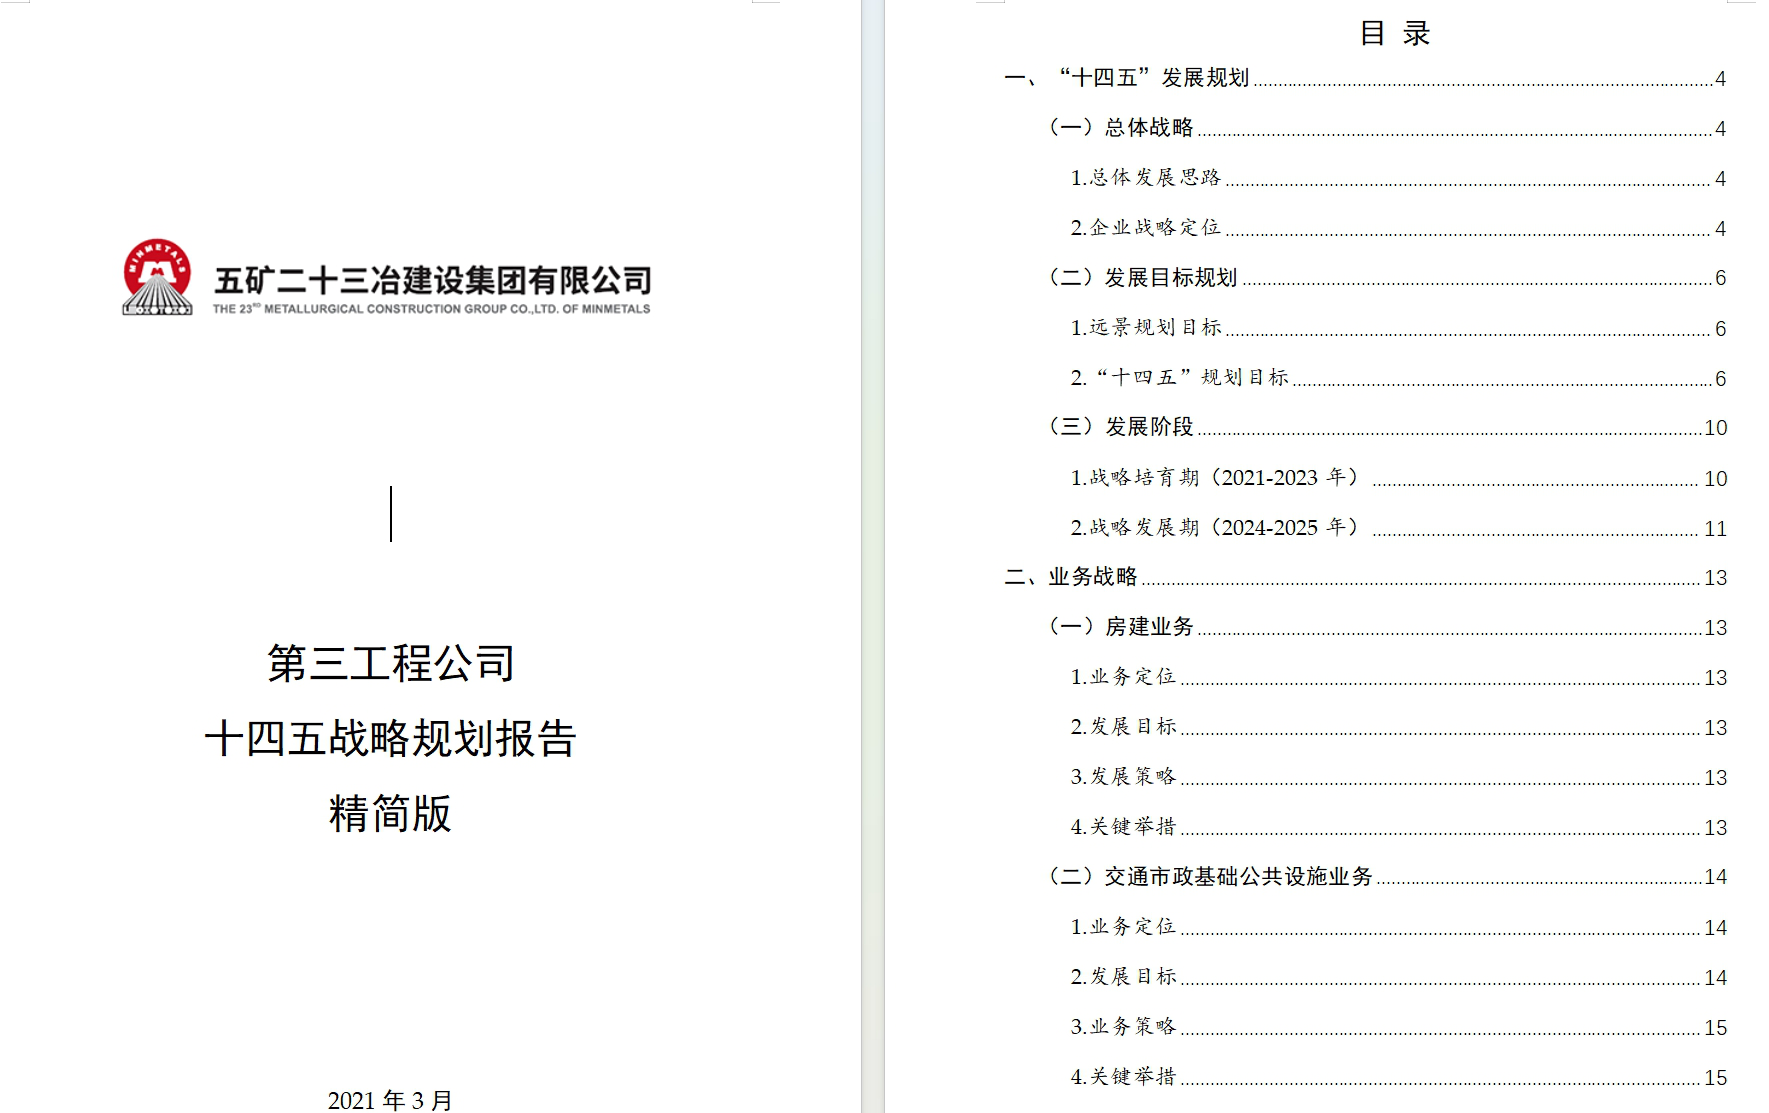 MINMETALS
五矿二十三冶建设集团有限公司
THE 23RD METALLURGICAL CONSTRUCTION GROUP CO.,LTD. OF MINMETALS
第三工程公司
十四五战略规划报告
精简版
2021 年 3 月
目 录
一、“十四五”发展规划........4
（一）总体战略........4
1.总体发展思路........4
2.企业战略定位........4
（二）发展目标规划........6
1.远景规划目标........6
2.“十四五”规划目标........6
（三）发展阶段........10
1.战略培育期（2021-2023 年）........10
2.战略发展期（2024-2025 年）........11
二、业务战略........13
（一）房建业务........13
1.业务定位........13
2.发展目标........13
3.发展策略........13
4.关键举措........13
（二）交通市政基础公共设施业务........14
1.业务定位........14
2.发展目标........14
3.业务策略........15
4.关键举措........15